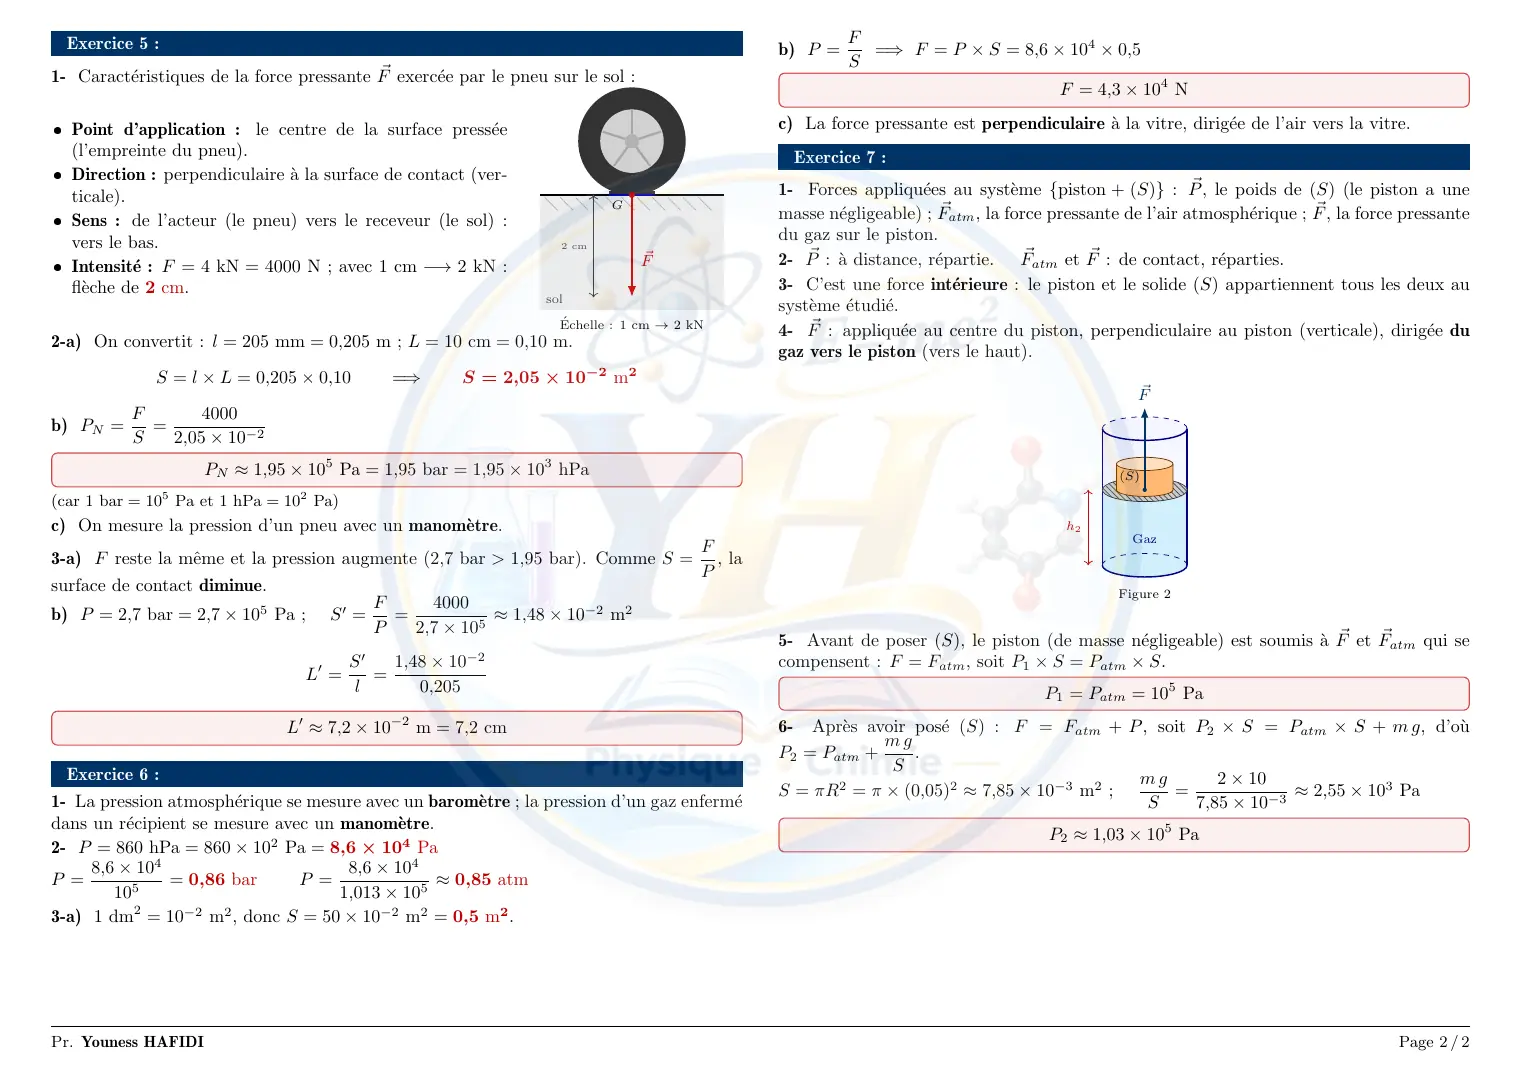 Exercice 5 :
1- Caractéristiques de la force pressante F⃗ exercée par le pneu sur le sol :
• Point d'application : le centre de la surface pressée
(l'empreinte du pneu).
• Direction : perpendiculaire à la surface de contact (ver-
ticale).
• Sens : de l'acteur (le pneu) vers le receveur (le sol) :
vers le bas.
• Intensité : F = 4 kN = 4000 N ; avec 1 cm ⟶ 2 kN :
flèche de 2 cm.
G
2 cm
F⃗
sol
Échelle : 1 cm → 2 kN
2-a) On convertit : l = 205 mm = 0,205 m ; L = 10 cm = 0,10 m.
S = l × L = 0,205 × 0,10 ⟹ S = 2,05 × 10⁻² m²
b) P_N = F/S = 4000/(2,05 × 10⁻²)
P_N ≈ 1,95 × 10⁵ Pa = 1,95 bar = 1,95 × 10³ hPa
(car 1 bar = 10⁵ Pa et 1 hPa = 10² Pa)
c) On mesure la pression d'un pneu avec un manomètre.
3-a) F reste la même et la pression augmente (2,7 bar > 1,95 bar). Comme S = F/P, la
surface de contact diminue.
b) P = 2,7 bar = 2,7 × 10⁵ Pa ; S′ = F/P = 4000/(2,7 × 10⁵) ≈ 1,48 × 10⁻² m²
L′ = S′/l = (1,48 × 10⁻²)/0,205
L′ ≈ 7,2 × 10⁻² m = 7,2 cm
Exercice 6 :
1- La pression atmosphérique se mesure avec un baromètre ; la pression d'un gaz enfermé
dans un récipient se mesure avec un manomètre.
2- P = 860 hPa = 860 × 10² Pa = 8,6 × 10⁴ Pa
P = (8,6 × 10⁴)/10⁵ = 0,86 bar P = (8,6 × 10⁴)/(1,013 × 10⁵) ≈ 0,85 atm
3-a) 1 dm² = 10⁻² m², donc S = 50 × 10⁻² m² = 0,5 m².
b) P = F/S ⟹ F = P × S = 8,6 × 10⁴ × 0,5
F = 4,3 × 10⁴ N
c) La force pressante est perpendiculaire à la vitre, dirigée de l'air vers la vitre.
Exercice 7 :
1- Forces appliquées au système {piston + (S)} : P⃗, le poids de (S) (le piston a une
masse négligeable) ; F⃗_atm, la force pressante de l'air atmosphérique ; F⃗, la force pressante
du gaz sur le piston.
2- P⃗ : à distance, répartie. F⃗_atm et F⃗ : de contact, réparties.
3- C'est une force intérieure : le piston et le solide (S) appartiennent tous les deux au
système étudié.
4- F⃗ : appliquée au centre du piston, perpendiculaire au piston (verticale), dirigée du
gaz vers le piston (vers le haut).
F⃗
(S)
h₂
Gaz
Figure 2
5- Avant de poser (S), le piston (de masse négligeable) est soumis à F⃗ et F⃗_atm qui se
compensent : F = F_atm, soit P₁ × S = P_atm × S.
P₁ = P_atm = 10⁵ Pa
6- Après avoir posé (S) : F = F_atm + P, soit P₂ × S = P_atm × S + m g, d'où
P₂ = P_atm + m g/S.
S = πR² = π × (0,05)² ≈ 7,85 × 10⁻³ m² ; m g/S = (2 × 10)/(7,85 × 10⁻³) ≈ 2,55 × 10³ Pa
P₂ ≈ 1,03 × 10⁵ Pa
E=mc²
YH
Physique - Chimie
Pr. Youness HAFIDI
Page 2 / 2